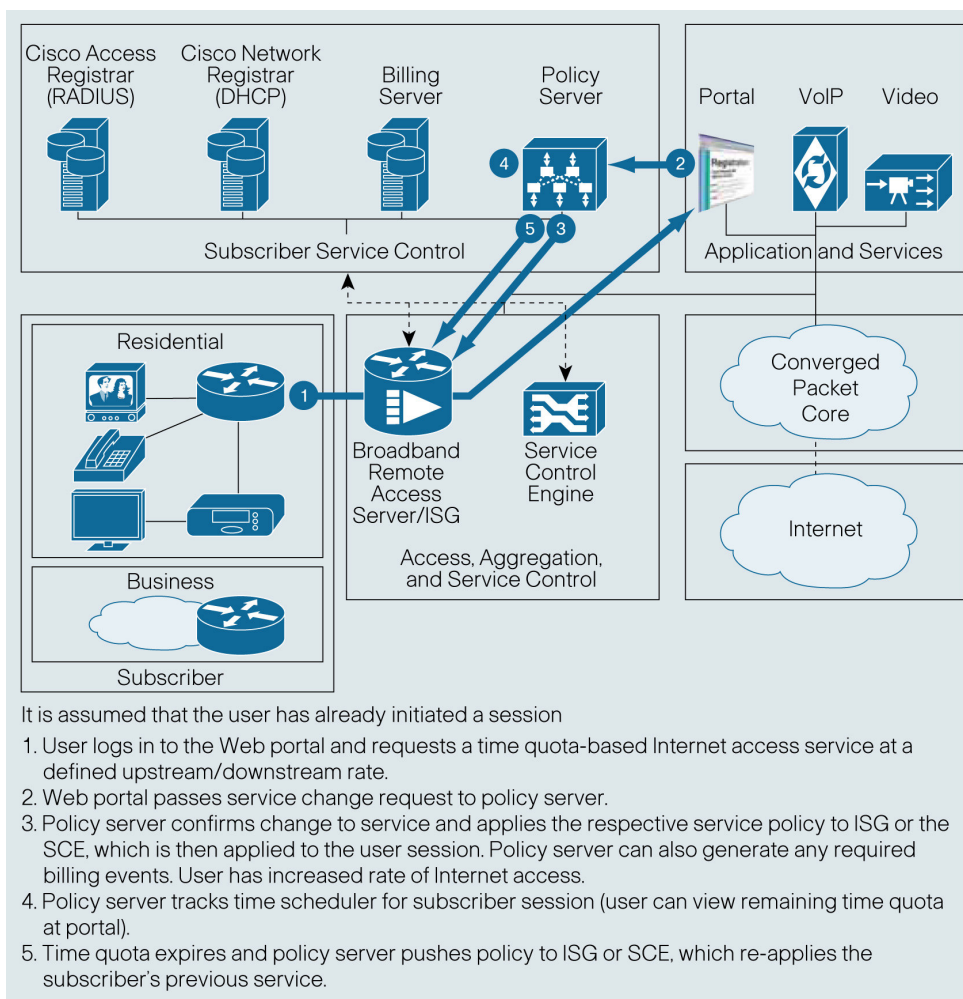 Cisco Access
Registrar
(RADIUS)
Cisco Network
Registrar
(DHCP)
Billing
Server
Policy
Server
Portal
VoIP
Video
4
2
Registration
5
3
Subscriber Service Control
Application and Services
Residential
1
Broadband
Remote
Access
Server/ISG
Service
Control
Engine
Access, Aggregation,
and Service Control
Converged
Packet
Core
Internet
Business
Subscriber
It is assumed that the user has already initiated a session
1. User logs in to the Web portal and requests a time quota-based Internet access service at a
defined upstream/downstream rate.
2. Web portal passes service change request to policy server.
3. Policy server confirms change to service and applies the respective service policy to ISG or the
SCE, which is then applied to the user session. Policy server can also generate any required
billing events. User has increased rate of Internet access.
4. Policy server tracks time scheduler for subscriber session (user can view remaining time quota
at portal).
5. Time quota expires and policy server pushes policy to ISG or SCE, which re-applies the
subscriber's previous service.